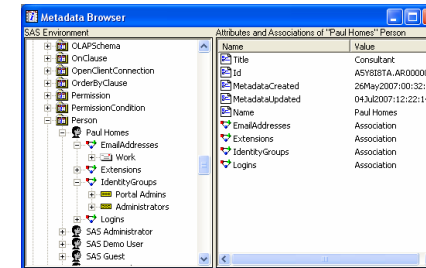 Metadata Browser
SAS Environment
OLAPSchema
OnClause
OpenClientConnection
OrderByClause
Permission
PermissionCondition
Person
Paul Homes
EmailAddresses
Work
Extensions
IdentityGroups
Portal Admins
Administrators
Logins
SAS Administrator
SAS Demo User
SAS Guest
Attributes and Associations of "Paul Homes" Person
Name Value
Title Consultant
Id A5Y8I8TA.AR0000
MetadataCreated 26May2007:00:32:
MetadataUpdated 04Jul2007:12:22:1
Name Paul Homes
EmailAddresses Association
Extensions Association
IdentityGroups Association
Logins Association